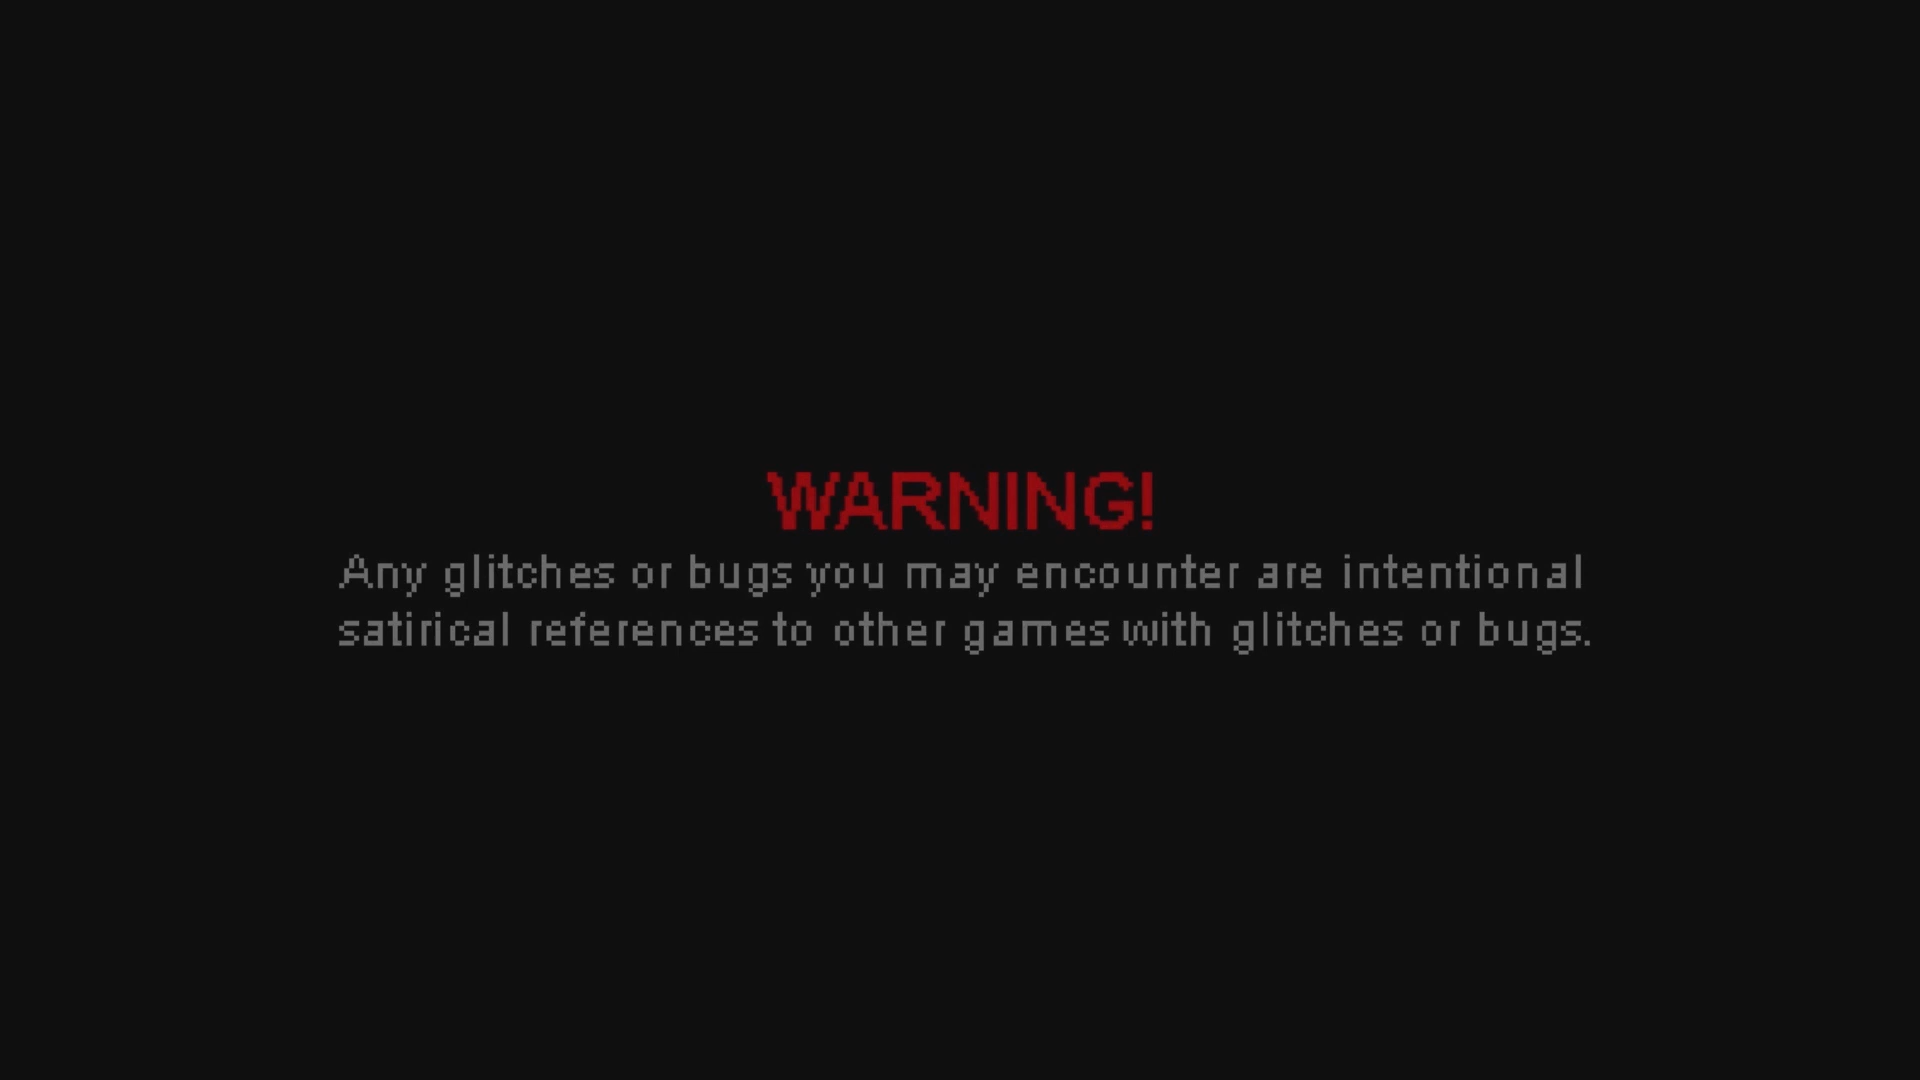 WARNING!
Any glitches or bugs you may encounter are intentional
satirical references to other games with glitches or bugs.